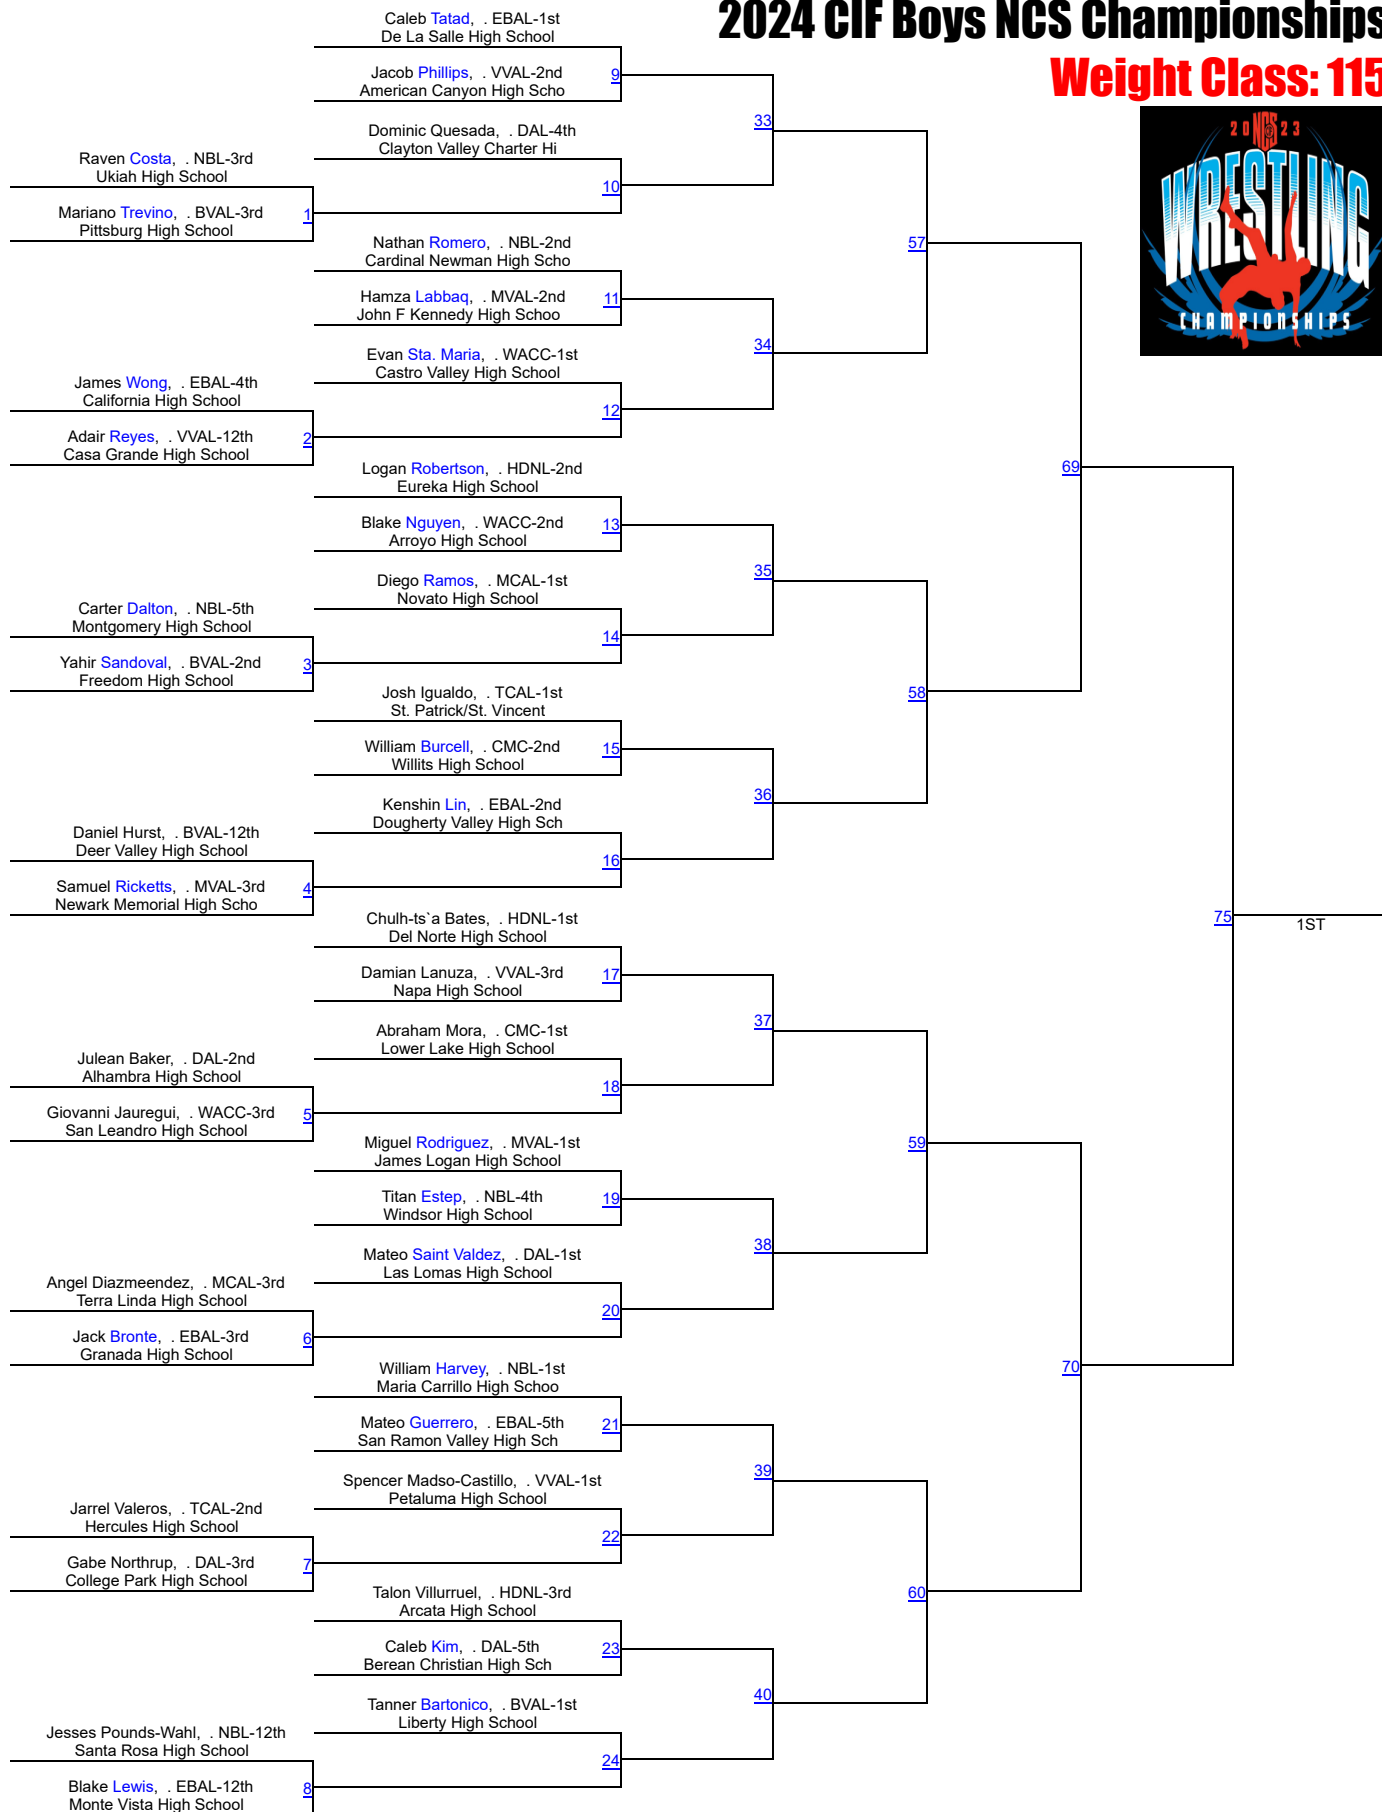 2024 CIF Boys NCS Championships
Weight Class: 115
20 NCS 23
WRESTLING
CHAMPIONSHIPS
Caleb Tatad, . EBAL-1st
De La Salle High School
Jacob Phillips, . VVAL-2nd
American Canyon High Scho
9
33
Dominic Quesada, . DAL-4th
Clayton Valley Charter Hi
Raven Costa, . NBL-3rd
Ukiah High School
10
Mariano Trevino, . BVAL-3rd
Pittsburg High School
1
Nathan Romero, . NBL-2nd
Cardinal Newman High Scho
57
Hamza Labbaq, . MVAL-2nd
John F Kennedy High Schoo
11
34
Evan Sta. Maria, . WACC-1st
Castro Valley High School
James Wong, . EBAL-4th
California High School
12
Adair Reyes, . VVAL-12th
Casa Grande High School
2
Logan Robertson, . HDNL-2nd
Eureka High School
69
Blake Nguyen, . WACC-2nd
Arroyo High School
13
35
Diego Ramos, . MCAL-1st
Novato High School
Carter Dalton, . NBL-5th
Montgomery High School
14
Yahir Sandoval, . BVAL-2nd
Freedom High School
3
Josh Igualdo, . TCAL-1st
St. Patrick/St. Vincent
58
William Burcell, . CMC-2nd
Willits High School
15
36
Kenshin Lin, . EBAL-2nd
Dougherty Valley High Sch
Daniel Hurst, . BVAL-12th
Deer Valley High School
16
Samuel Ricketts, . MVAL-3rd
Newark Memorial High Scho
4
Chulh-ts`a Bates, . HDNL-1st
Del Norte High School
75
1ST
Damian Lanuza, . VVAL-3rd
Napa High School
17
37
Abraham Mora, . CMC-1st
Lower Lake High School
Julean Baker, . DAL-2nd
Alhambra High School
18
Giovanni Jauregui, . WACC-3rd
San Leandro High School
5
Miguel Rodriguez, . MVAL-1st
James Logan High School
59
Titan Estep, . NBL-4th
Windsor High School
19
38
Mateo Saint Valdez, . DAL-1st
Las Lomas High School
Angel Diazmeendez, . MCAL-3rd
Terra Linda High School
20
Jack Bronte, . EBAL-3rd
Granada High School
6
William Harvey, . NBL-1st
Maria Carrillo High Schoo
70
Mateo Guerrero, . EBAL-5th
San Ramon Valley High Sch
21
39
Spencer Madso-Castillo, . VVAL-1st
Petaluma High School
Jarrel Valeros, . TCAL-2nd
Hercules High School
22
Gabe Northrup, . DAL-3rd
College Park High School
7
Talon Villurruel, . HDNL-3rd
Arcata High School
60
Caleb Kim, . DAL-5th
Berean Christian High Sch
23
40
Tanner Bartonico, . BVAL-1st
Liberty High School
Jesses Pounds-Wahl, . NBL-12th
Santa Rosa High School
24
Blake Lewis, . EBAL-12th
Monte Vista High School
8